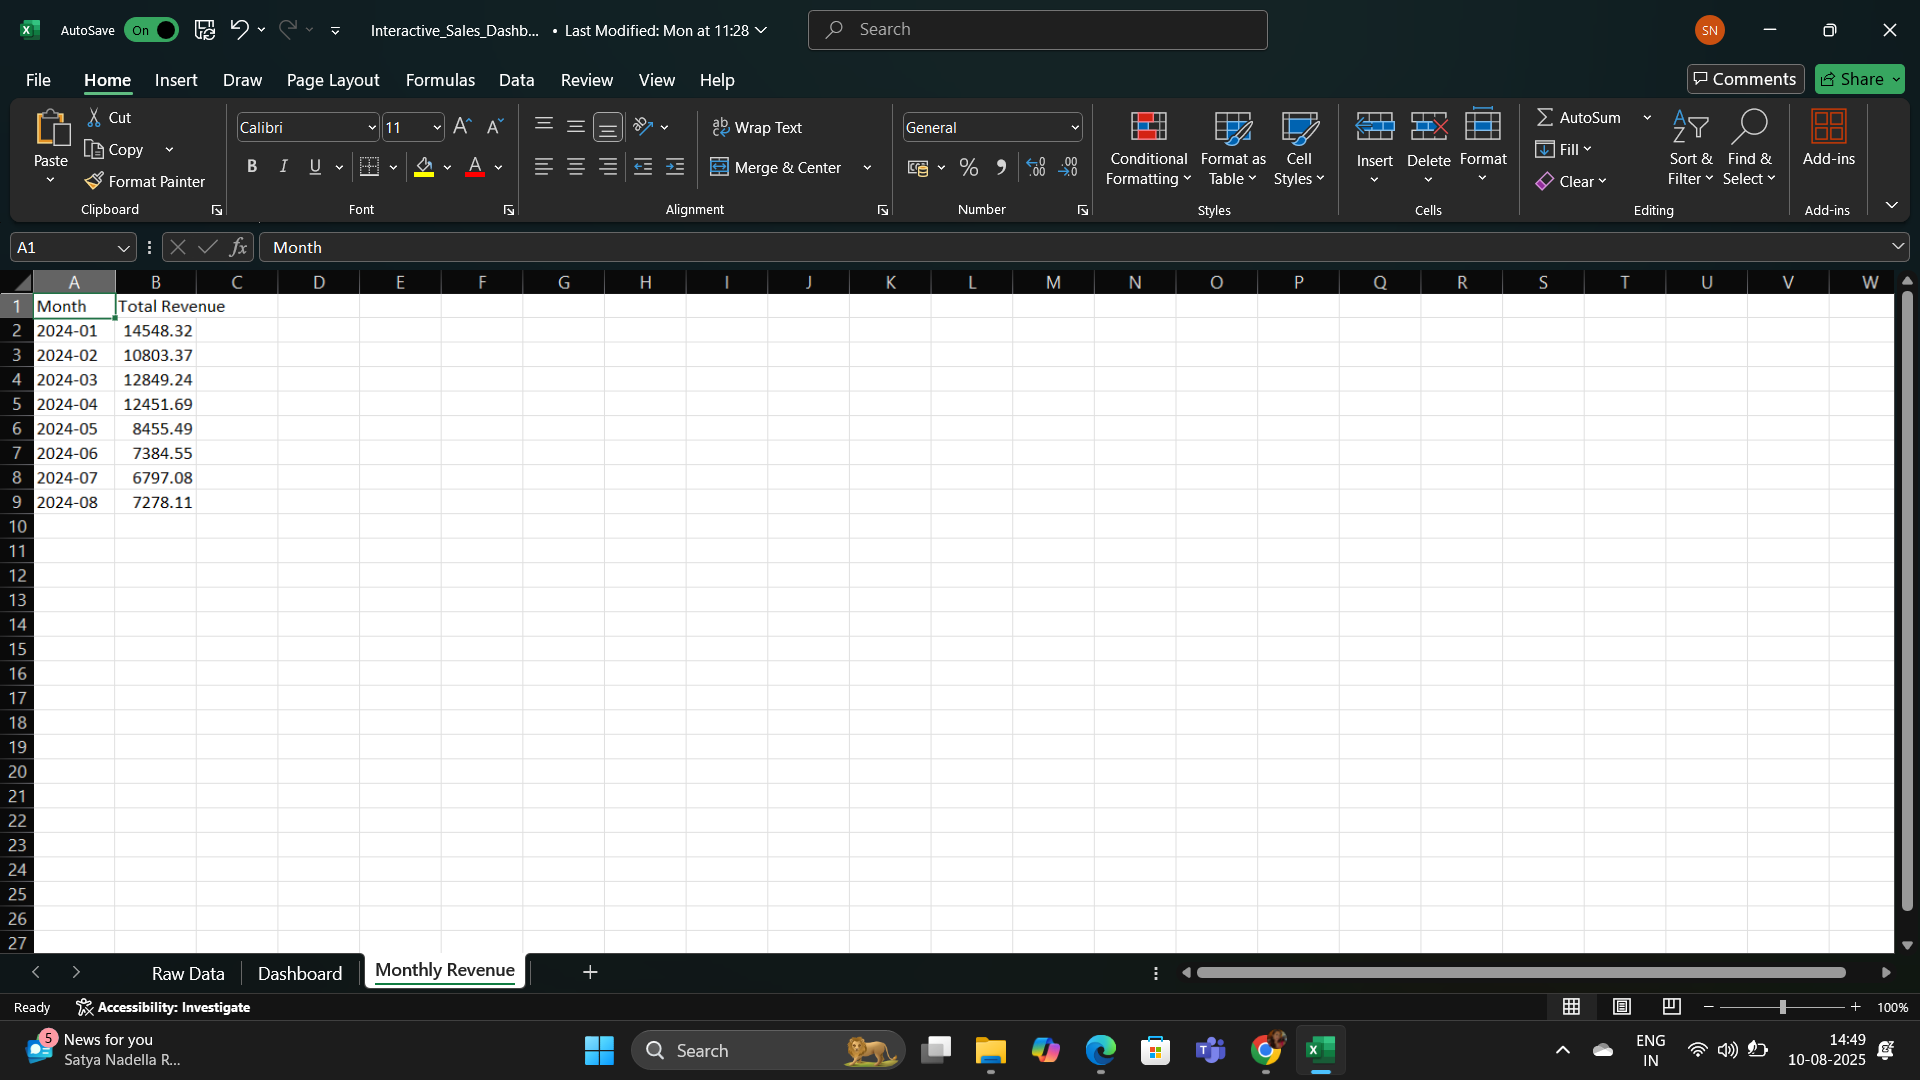 AutoSave On Interactive_Sales_Dashb... • Last Modified: Mon at 11:28 Search SN
File Home Insert Draw Page Layout Formulas Data Review View Help Comments Share
Paste Cut Copy Format Painter Clipboard
Calibri 11 B I U A Font
Wrap Text Merge & Center Alignment
General % Number
Conditional Formatting Format as Table Cell Styles Styles
Insert Delete Format Cells
AutoSum Fill Clear Sort & Filter Find & Select Editing
Add-ins Add-ins
A1 fx Month
A B C D E F G H I J K L M N O P Q R S T U V W
1 Month Total Revenue
2 2024-01 14548.32
3 2024-02 10803.37
4 2024-03 12849.24
5 2024-04 12451.69
6 2024-05 8455.49
7 2024-06 7384.55
8 2024-07 6797.08
9 2024-08 7278.11
10
11
12
13
14
15
16
17
18
19
20
21
22
23
24
25
26
27
Raw Data Dashboard Monthly Revenue +
Ready Accessibility: Investigate 100%
5 News for you
Satya Nadella R...
Search
ENG
IN
14:49
10-08-2025